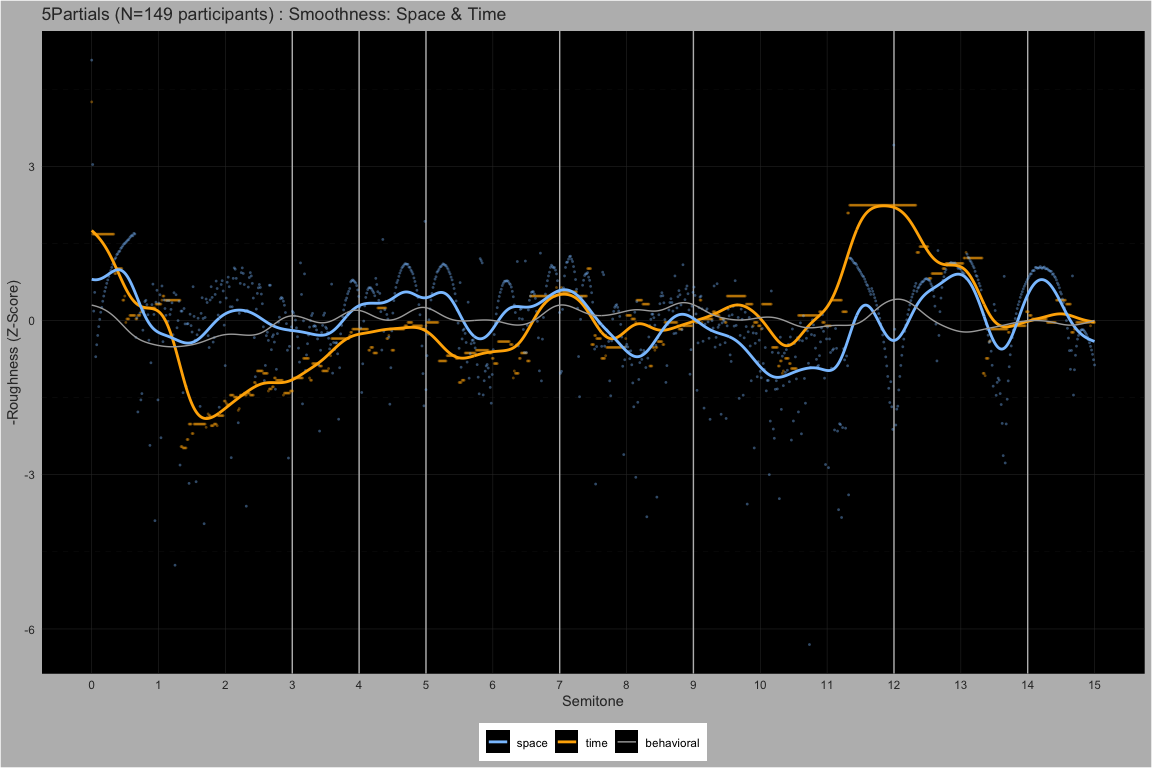 5Partials (N=149 participants) : Smoothness: Space & Time
-Roughness (Z-Score)
3
0
-3
-6
0 1 2 3 4 5 6 7 8 9 10 11 12 13 14 15
Semitone
space time behavioral